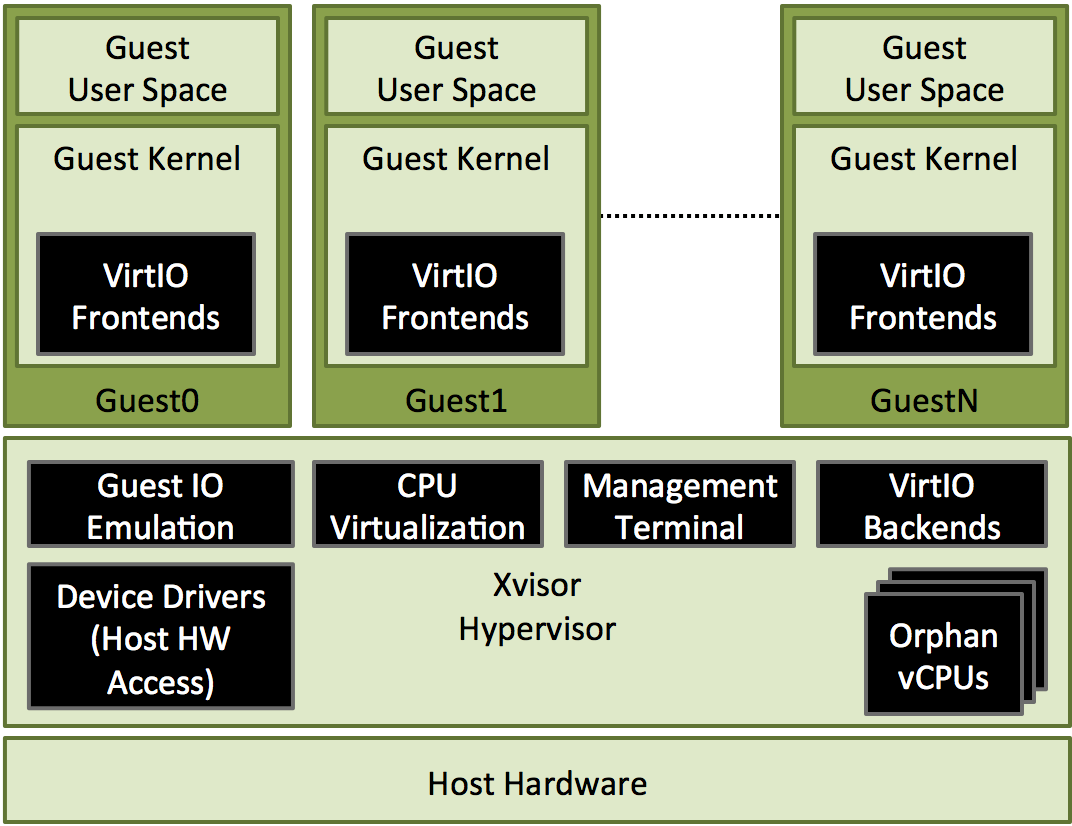 Guest
User Space
Guest Kernel
VirtIO
Frontends
Guest0
Guest
User Space
Guest Kernel
VirtIO
Frontends
Guest1
Guest
User Space
Guest Kernel
VirtIO
Frontends
GuestN
Guest IO
Emulation
CPU
Virtualization
Management
Terminal
VirtIO
Backends
Device Drivers
(Host HW
Access)
Xvisor
Hypervisor
Orphan
vCPUs
Host Hardware